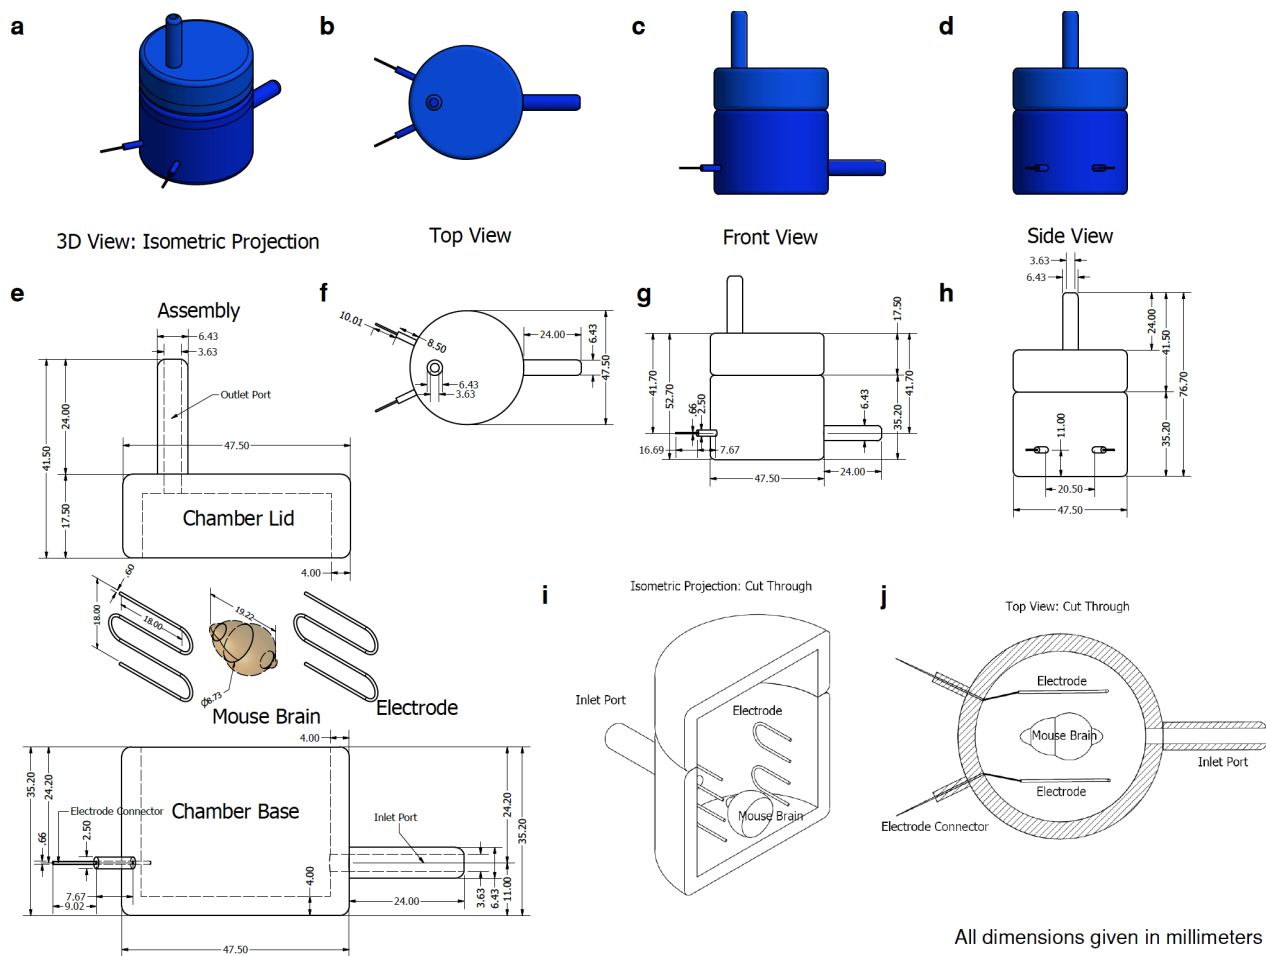 a
b
c
d
3D View: Isometric Projection
Top View
Front View
Side View
e
Assembly
6.43
3.63
Outlet Port
24.00
41.50
47.50
17.50
Chamber Lid
4.00
f
10.01
8.50
24.00
6.43
47.50
6.43
3.63
g
17.50
41.70
52.70
.66
2.50
6.43
35.20
41.70
16.69
7.67
24.00
47.50
h
3.63
6.43
24.00
41.50
76.70
11.00
35.20
20.50
47.50
.60
18.00
18.00
19.22
Ø8.73
Mouse Brain
Electrode
4.00
35.20
24.20
Electrode Connector
2.50
.66
Chamber Base
Inlet Port
24.20
35.20
7.67
9.02
4.00
24.00
3.63
6.43
11.00
47.50
i
Isometric Projection: Cut Through
Inlet Port
Electrode
Mouse Brain
j
Top View: Cut Through
Electrode
Mouse Brain
Inlet Port
Electrode
Electrode Connector
All dimensions given in millimeters